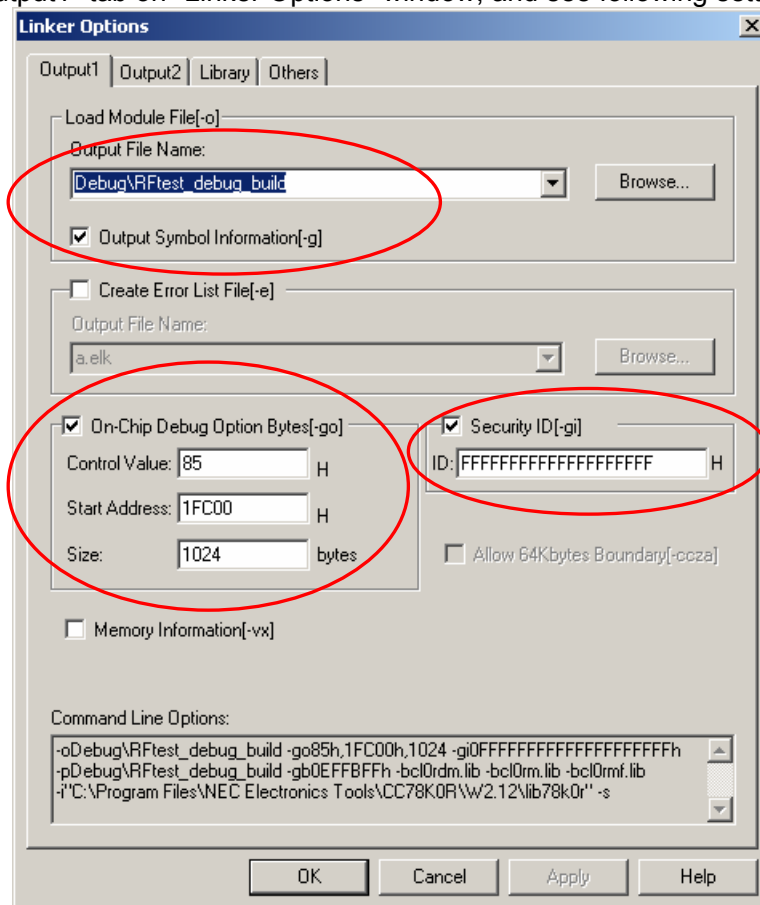 tab on "Linker Options" window, and use following
Linker Options
Output1 Output2 Library Others
Load Module File[-o]
Output File Name:
Debug\RFtest_debug_build
Browse...
Output Symbol Information[-g]
Create Error List File[-e]
Output File Name:
a.elk
Browse...
On-Chip Debug Option Bytes[-go]
Security ID[-gi]
Control Value: 85 H
ID: FFFFFFFFFFFFFFFFFFFF H
Start Address: 1FC00 H
Size: 1024 bytes
Allow 64Kbytes Boundary[-ccza]
Memory Information[-vx]
Command Line Options:
-oDebug\RFtest_debug_build -go85h,1FC00h,1024 -gi0FFFFFFFFFFFFFFFFFFFFh
-pDebug\RFtest_debug_build -gb0EFFBFFh -bcl0rdm.lib -bcl0rm.lib -bcl0rmf.lib
-i"C:\Program Files\NEC Electronics Tools\CC78K0R\W2.12\lib78k0r" -s
OK Cancel Apply Help